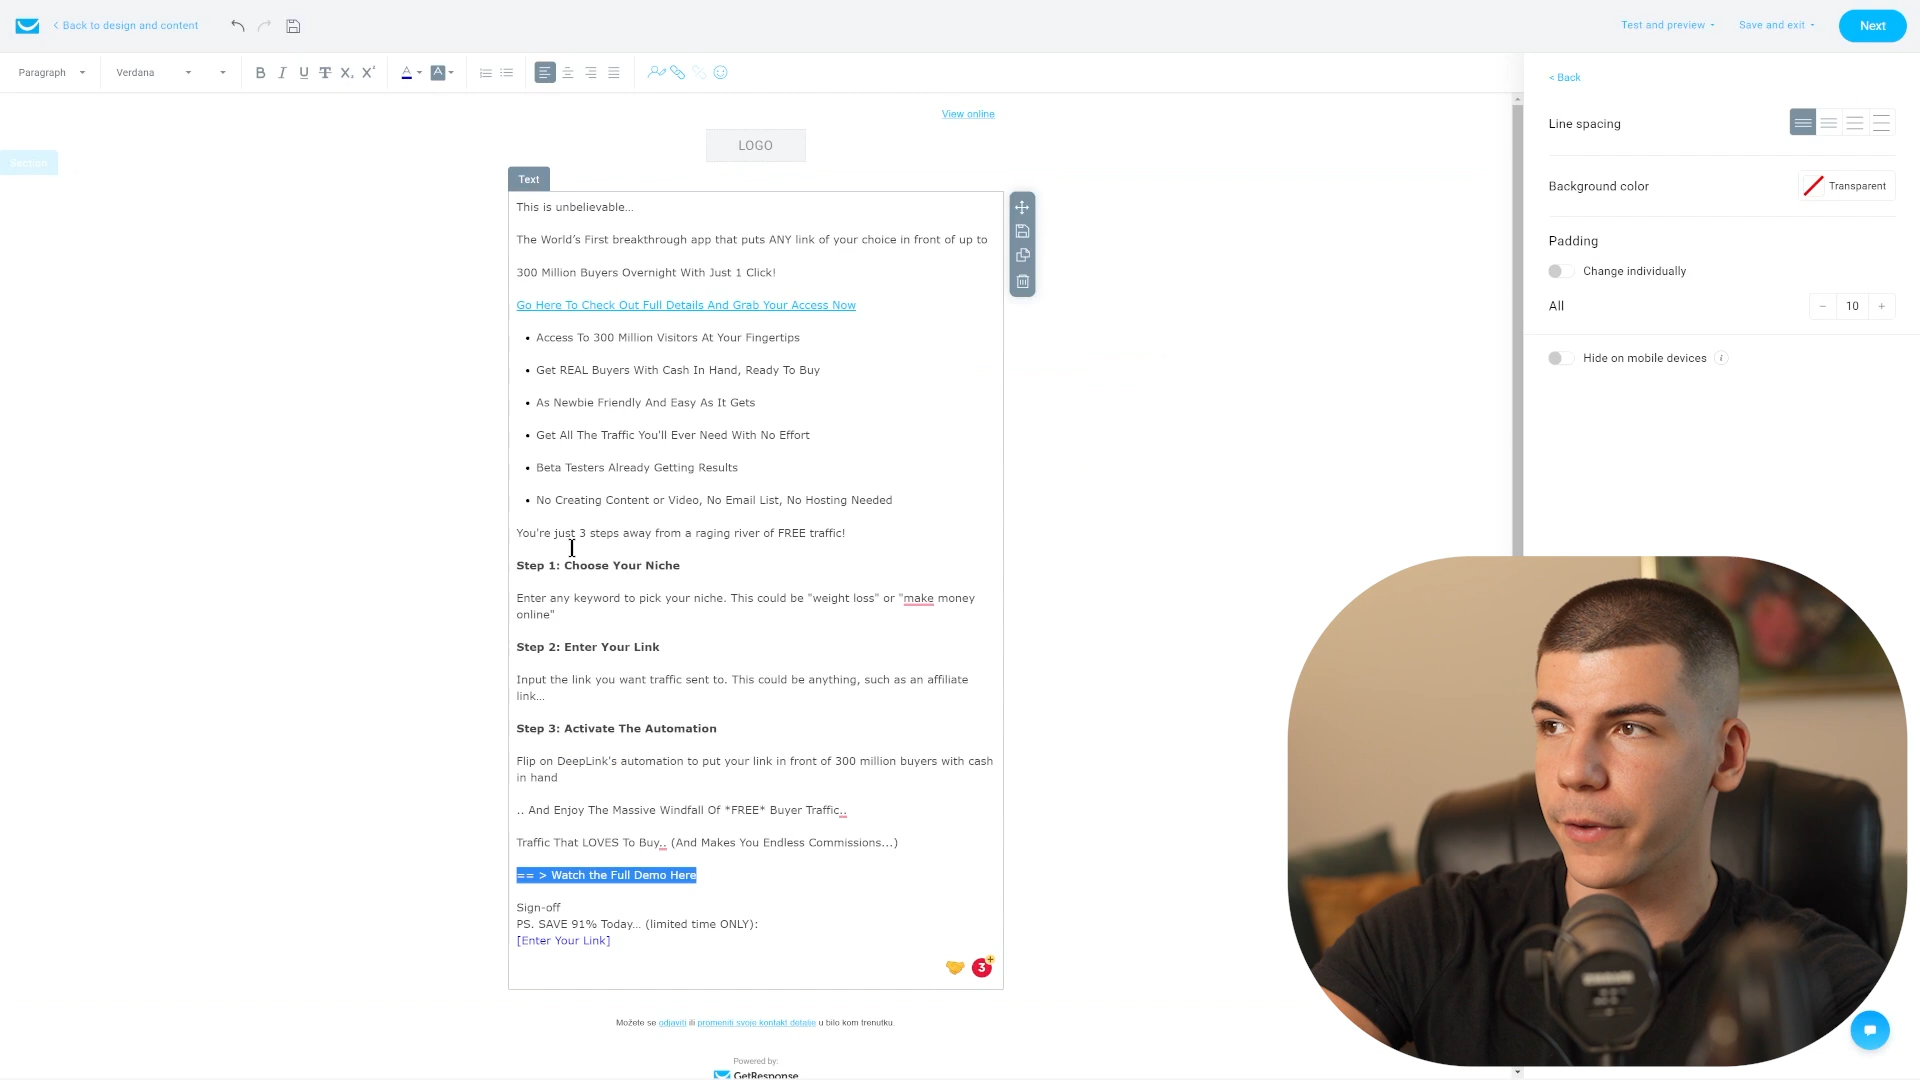 Back to design and content
Test and preview
Save and exit
Next
Paragraph
Verdana
B I U T X, X˟ A A
< Back
Line spacing
Background color
Transparent
Padding
Change individually
All
10
Hide on mobile devices
View online
LOGO
Section
Text
This is unbelievable...
The World's First breakthrough app that puts ANY link of your choice in front of up to
300 Million Buyers Overnight With Just 1 Click!
Go Here To Check Out Full Details And Grab Your Access Now
• Access To 300 Million Visitors At Your Fingertips
• Get REAL Buyers With Cash In Hand, Ready To Buy
• As Newbie Friendly And Easy As It Gets
• Get All The Traffic You'll Ever Need With No Effort
• Beta Testers Already Getting Results
• No Creating Content or Video, No Email List, No Hosting Needed
You're just 3 steps away from a raging river of FREE traffic!
Step 1: Choose Your Niche
Enter any keyword to pick your niche. This could be "weight loss" or "make money
online"
Step 2: Enter Your Link
Input the link you want traffic sent to. This could be anything, such as an affiliate
link...
Step 3: Activate The Automation
Flip on DeepLink's automation to put your link in front of 300 million buyers with cash
in hand
.. And Enjoy The Massive Windfall Of *FREE* Buyer Traffic..
Traffic That LOVES To Buy.. (And Makes You Endless Commissions...)
== > Watch the Full Demo Here
Sign-off
PS. SAVE 91% Today... (limited time ONLY):
[Enter Your Link]
3
Možete se odjaviti ili promeniti svoje kontakt detalje u bilo kom trenutku.
Powered by:
GetResponse